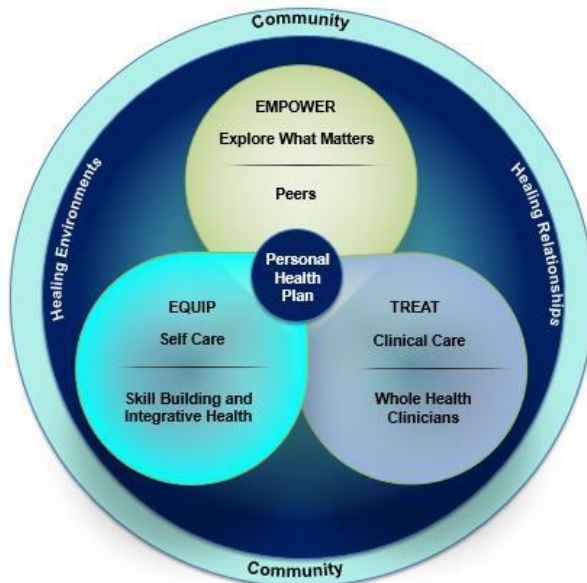 Community
Healing Environments
Healing Relationships
EMPOWER
Explore What Matters
Peers
Personal
Health
Plan
EQUIP
Self Care
Skill Building and
Integrative Health
TREAT
Clinical Care
Whole Health
Clinicians
Community